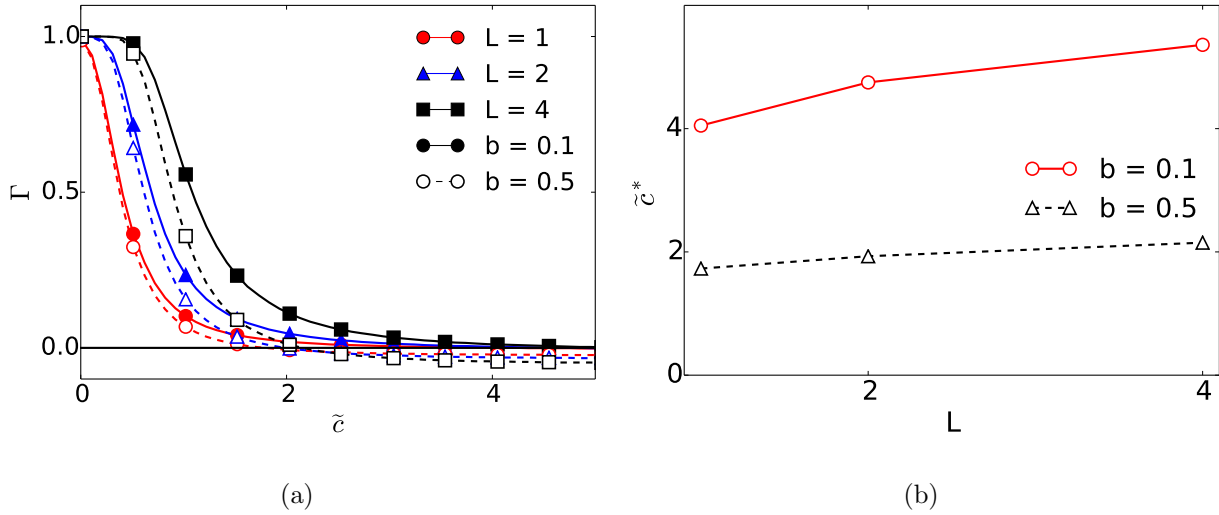 1.0
0.5
0.0
Γ
0
2
4
c̃
L = 1
L = 2
L = 4
b = 0.1
b = 0.5
(a)
4
2
0
c̃*
2
4
L
b = 0.1
b = 0.5
(b)